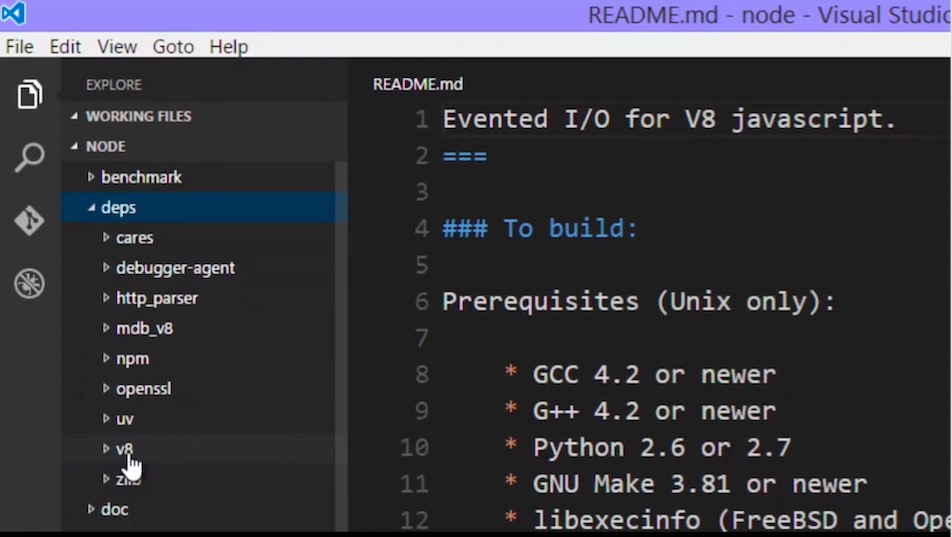 README.md - node - Visual Studio
File Edit View Goto Help
EXPLORE
WORKING FILES
NODE
benchmark
deps
cares
debugger-agent
http_parser
mdb_v8
npm
openssl
uv
v8
zlib
doc
README.md
1 Evented I/O for V8 javascript.
2 ===
3
4 ### To build:
5
6 Prerequisites (Unix only):
7
8 * GCC 4.2 or newer
9 * G++ 4.2 or newer
10 * Python 2.6 or 2.7
11 * GNU Make 3.81 or newer
12 * libexecinfo (FreeBSD and Ope